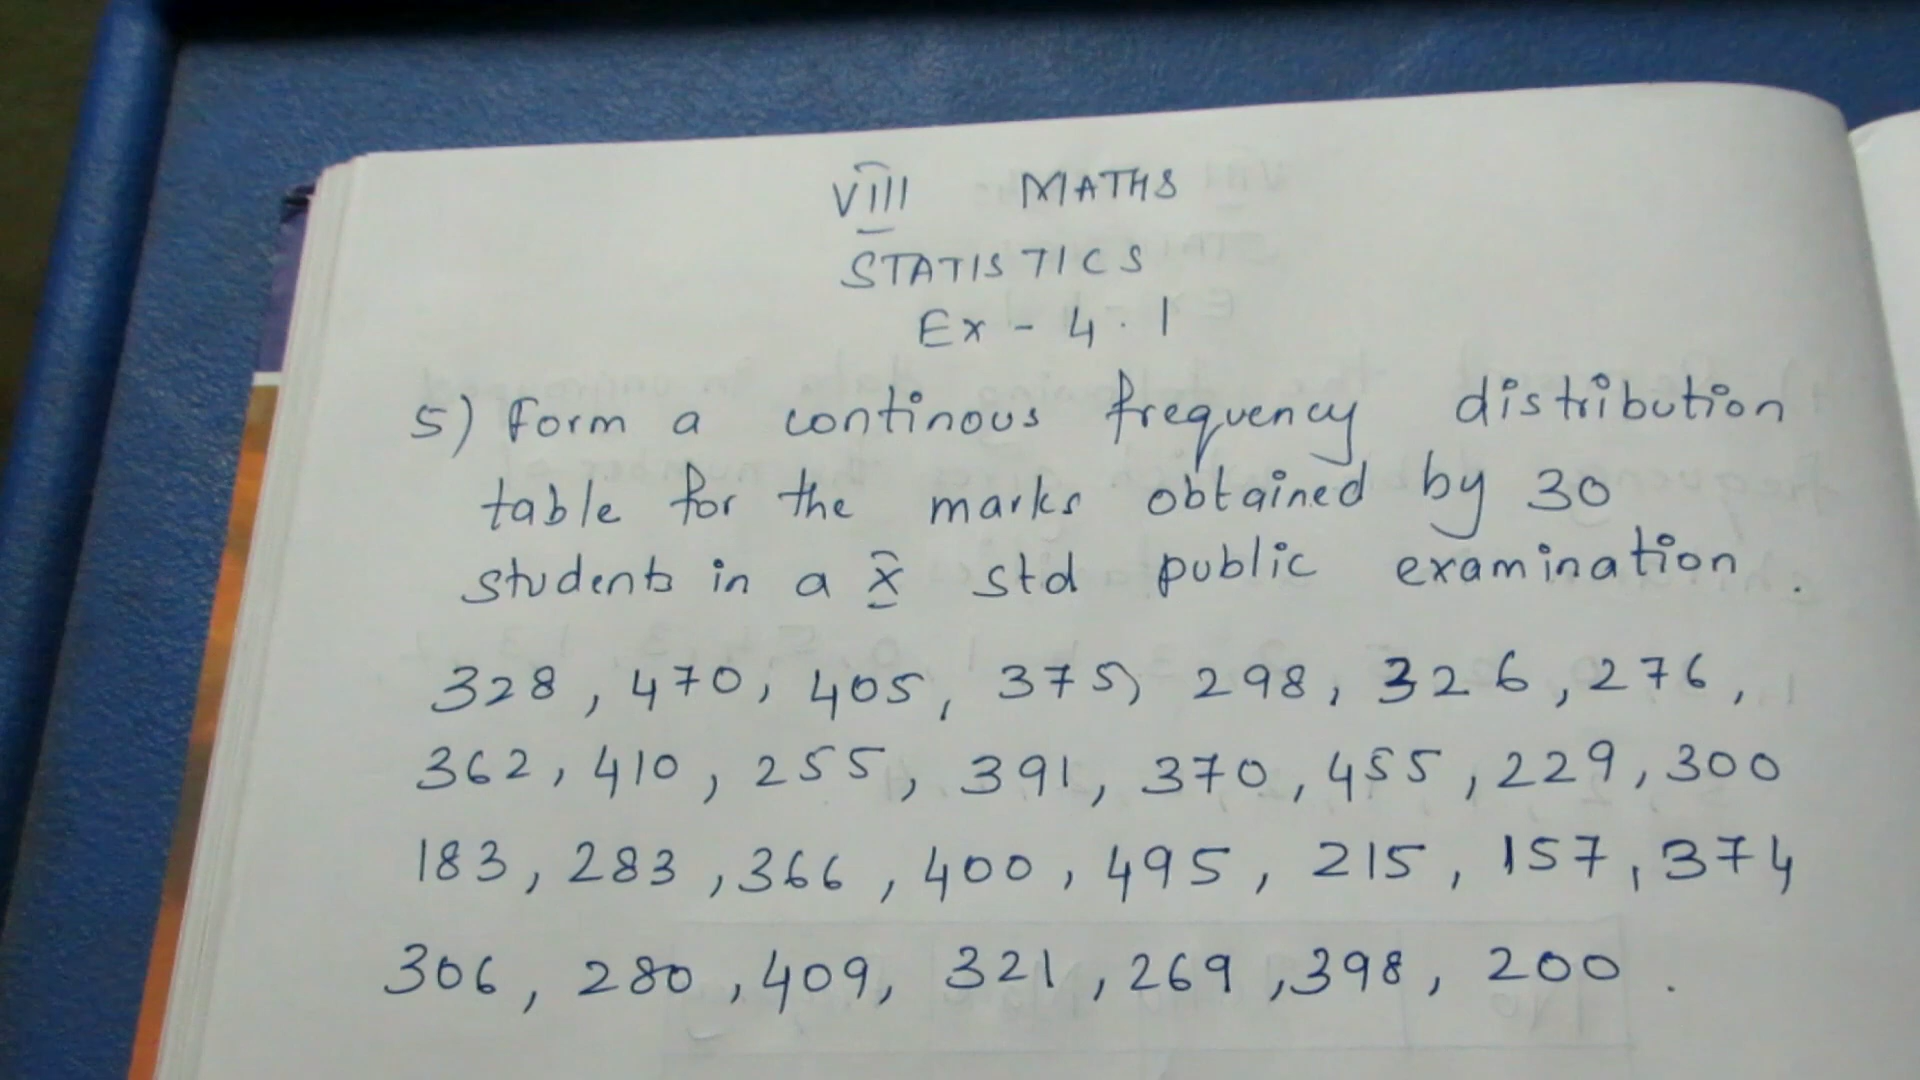 VIII MATHS
STATISTICS
Ex - 4.1
5) Form a continous frequency distribution
table for the marks obtained by 30
students in a X std public examination.
328, 470, 405, 375, 298, 326, 276,
362, 410, 255, 391, 370, 455, 229, 300
183, 283, 366, 400, 495, 215, 157, 374
306, 280, 409, 321, 269, 398, 200.